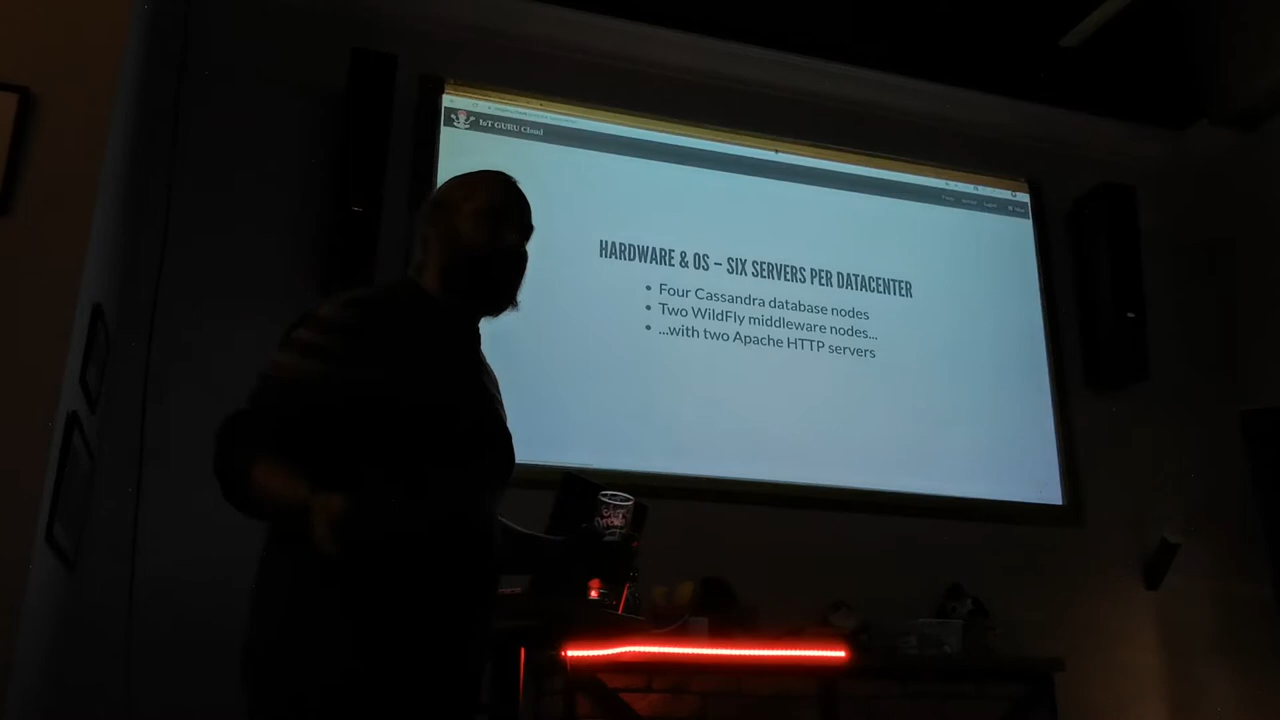 IoT GURU Cloud
HARDWARE & OS – SIX SERVERS PER DATACENTER
• Four Cassandra database nodes
• Two WildFly middleware nodes...
• ...with two Apache HTTP servers